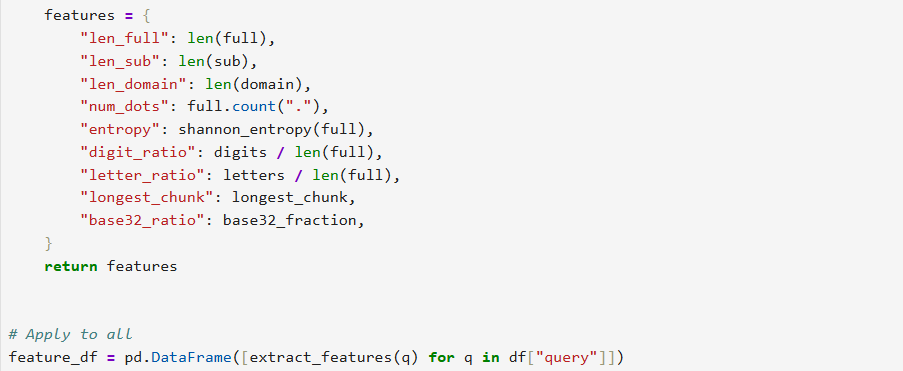 features = {
    "len_full": len(full),
    "len_sub": len(sub),
    "len_domain": len(domain),
    "num_dots": full.count("."),
    "entropy": shannon_entropy(full),
    "digit_ratio": digits / len(full),
    "letter_ratio": letters / len(full),
    "longest_chunk": longest_chunk,
    "base32_ratio": base32_fraction,
}
return features
# Apply to all
feature_df = pd.DataFrame([extract_features(q) for q in df["query"]])